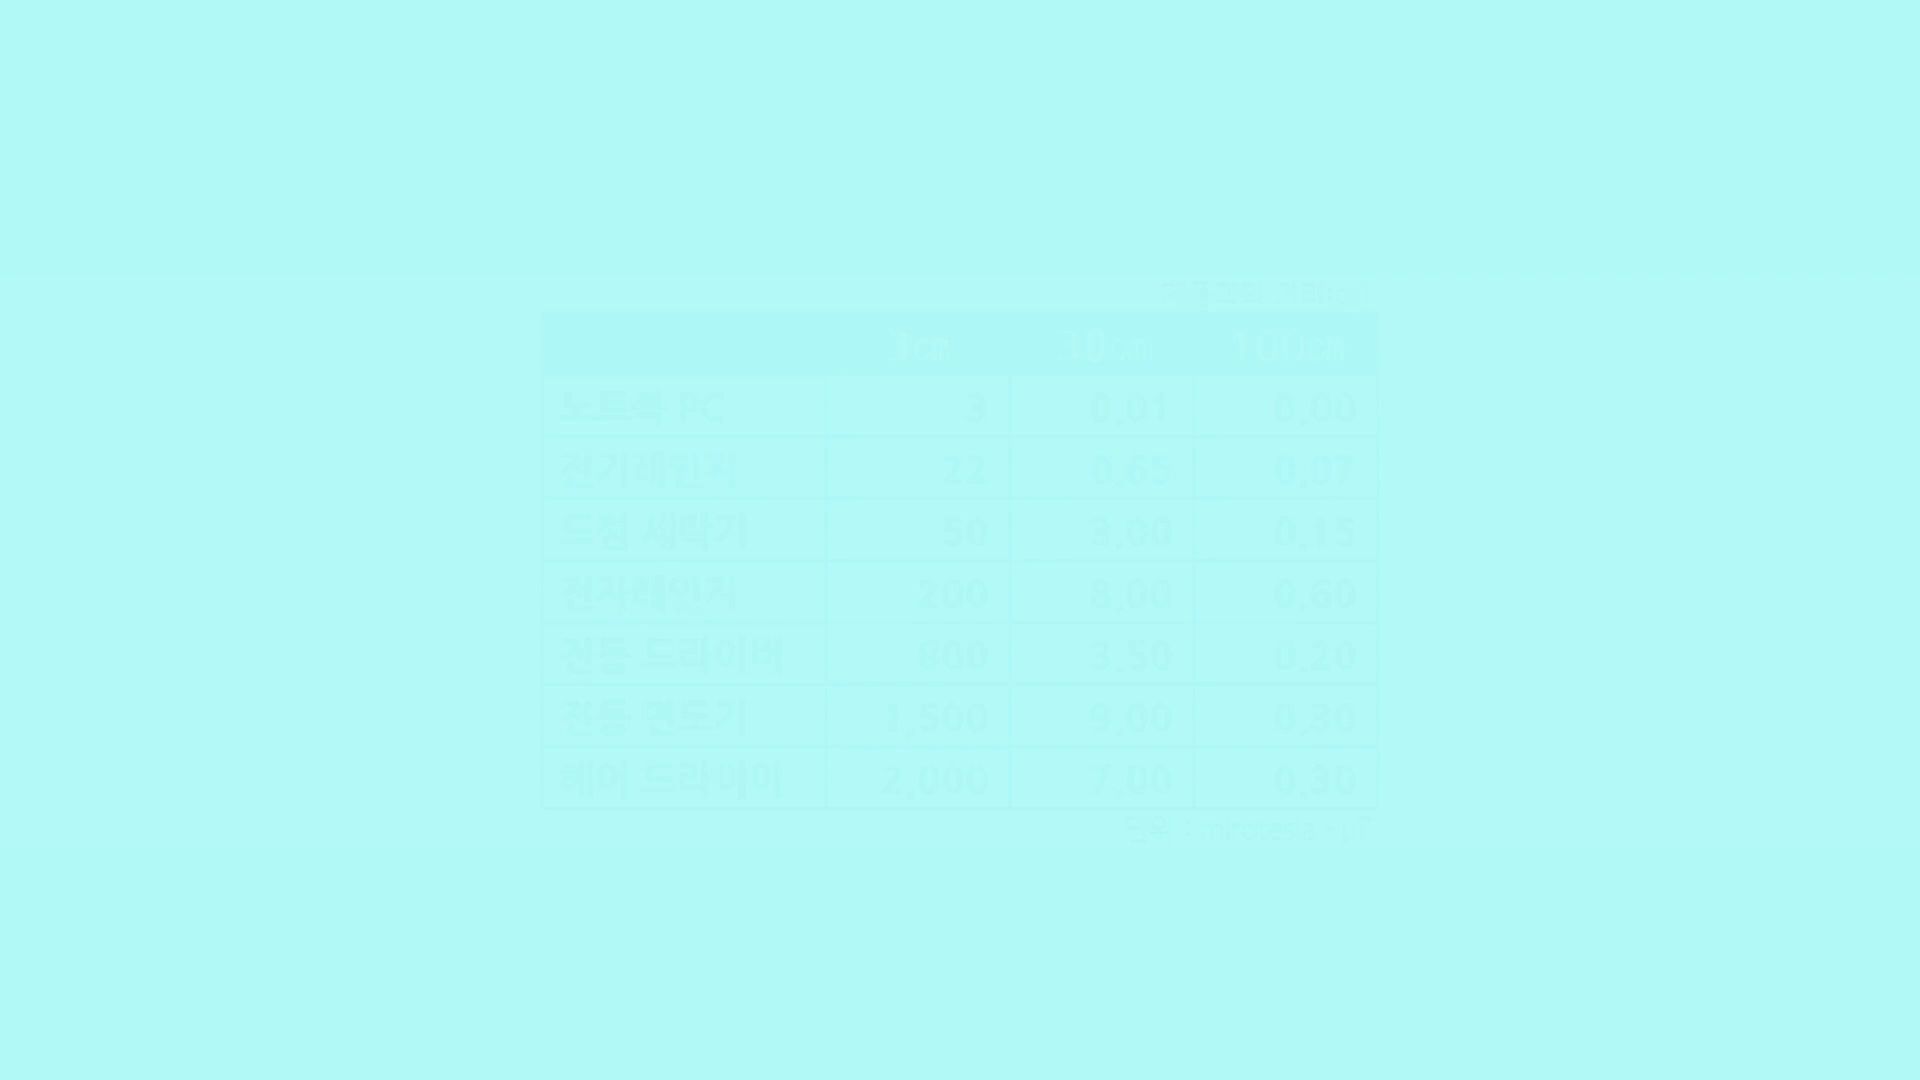 3cm 30cm 100cm
노트북 PC 3 0.01 0.00
전기레인지 22 0.65 0.07
드럼 세탁기 50 3.00 0.15
전자레인지 200 8.00 0.60
전동 드라이버 800 3.50 0.20
전동 면도기 1,500 9.00 0.30
헤어 드라이어 2,000 7.00 0.30
단위 : mirotesla